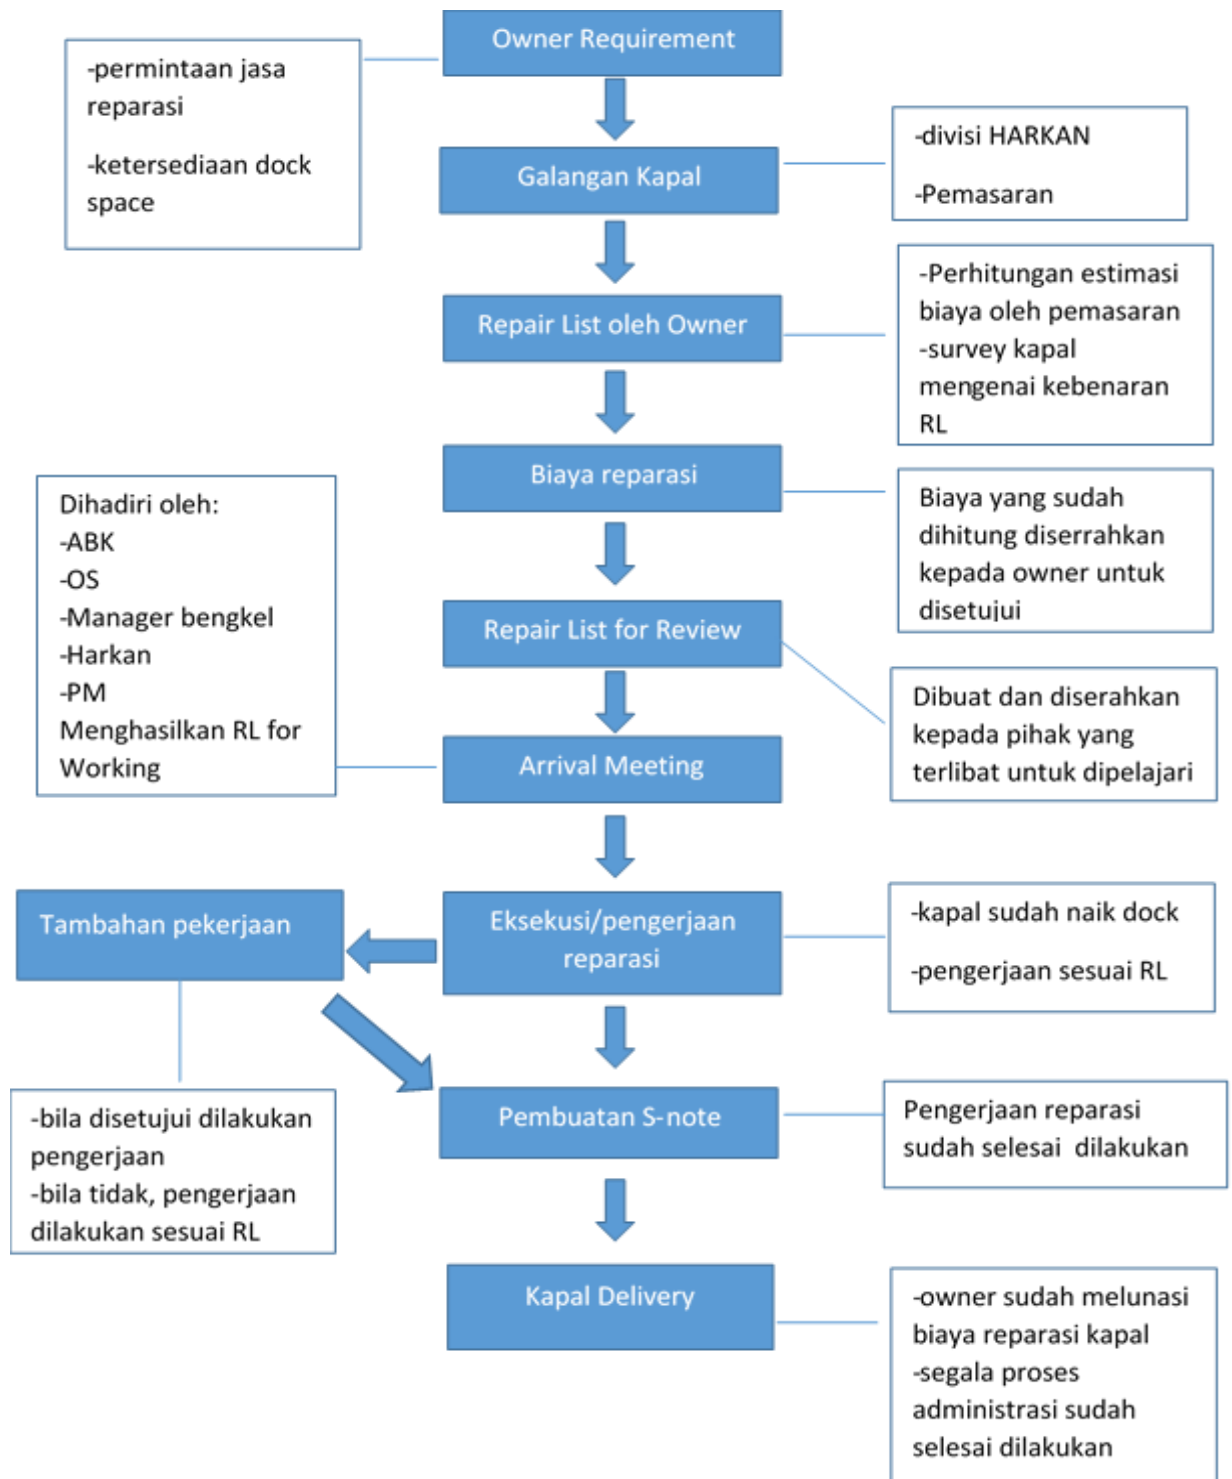 Owner Requirement
-permintaan jasa
reparasi
-ketersediaan dock
space
Galangan Kapal
-divisi HARKAN
-Pemasaran
Repair List oleh Owner
-Perhitungan estimasi
biaya oleh pemasaran
-survey kapal
mengenai kebenaran
RL
Biaya reparasi
Biaya yang sudah
dihitung diserrahkan
kepada owner untuk
disetujui
Repair List for Review
Dibuat dan diserahkan
kepada pihak yang
terlibat untuk dipelajari
Arrival Meeting
Dihadiri oleh:
-ABK
-OS
-Manager bengkel
-Harkan
-PM
Menghasilkan RL for
Working
Eksekusi/pengerjaan
reparasi
-kapal sudah naik dock
-pengerjaan sesuai RL
Tambahan pekerjaan
-bila disetujui dilakukan
pengerjaan
-bila tidak, pengerjaan
dilakukan sesuai RL
Pembuatan S-note
Pengerjaan reparasi
sudah selesai dilakukan
Kapal Delivery
-owner sudah melunasi
biaya reparasi kapal
-segala proses
administrasi sudah
selesai dilakukan